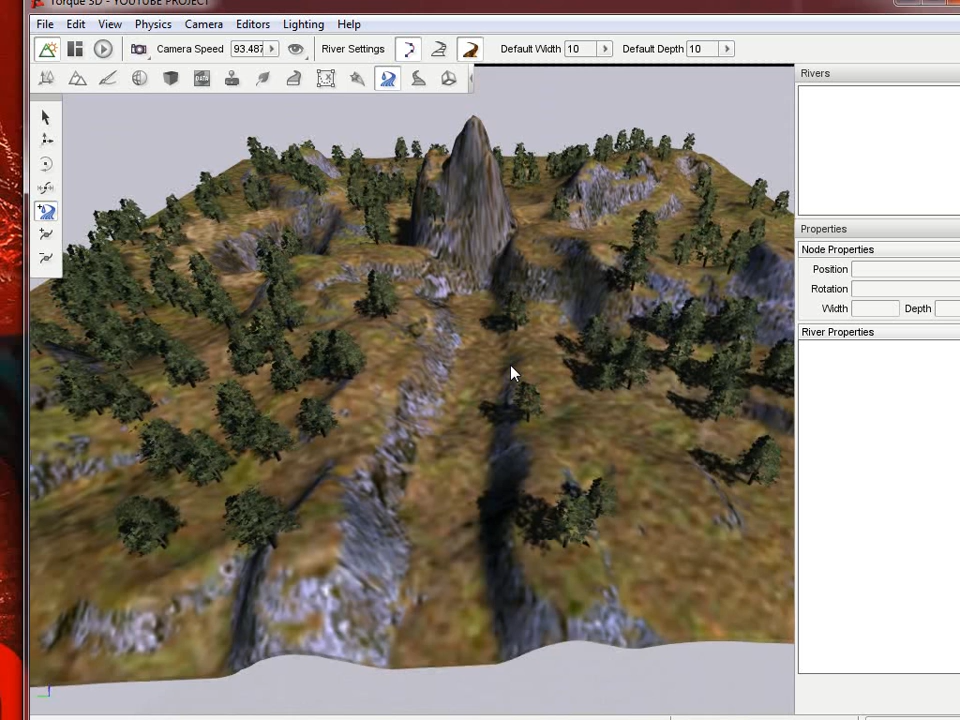 Torque 3D - YOUTUBE PROJECT
File Edit View Physics Camera Editors Lighting Help
Camera Speed 93.487 River Settings Default Width 10 Default Depth 10
DATA
Rivers
Properties
Node Properties
Position
Rotation
Width Depth
River Properties